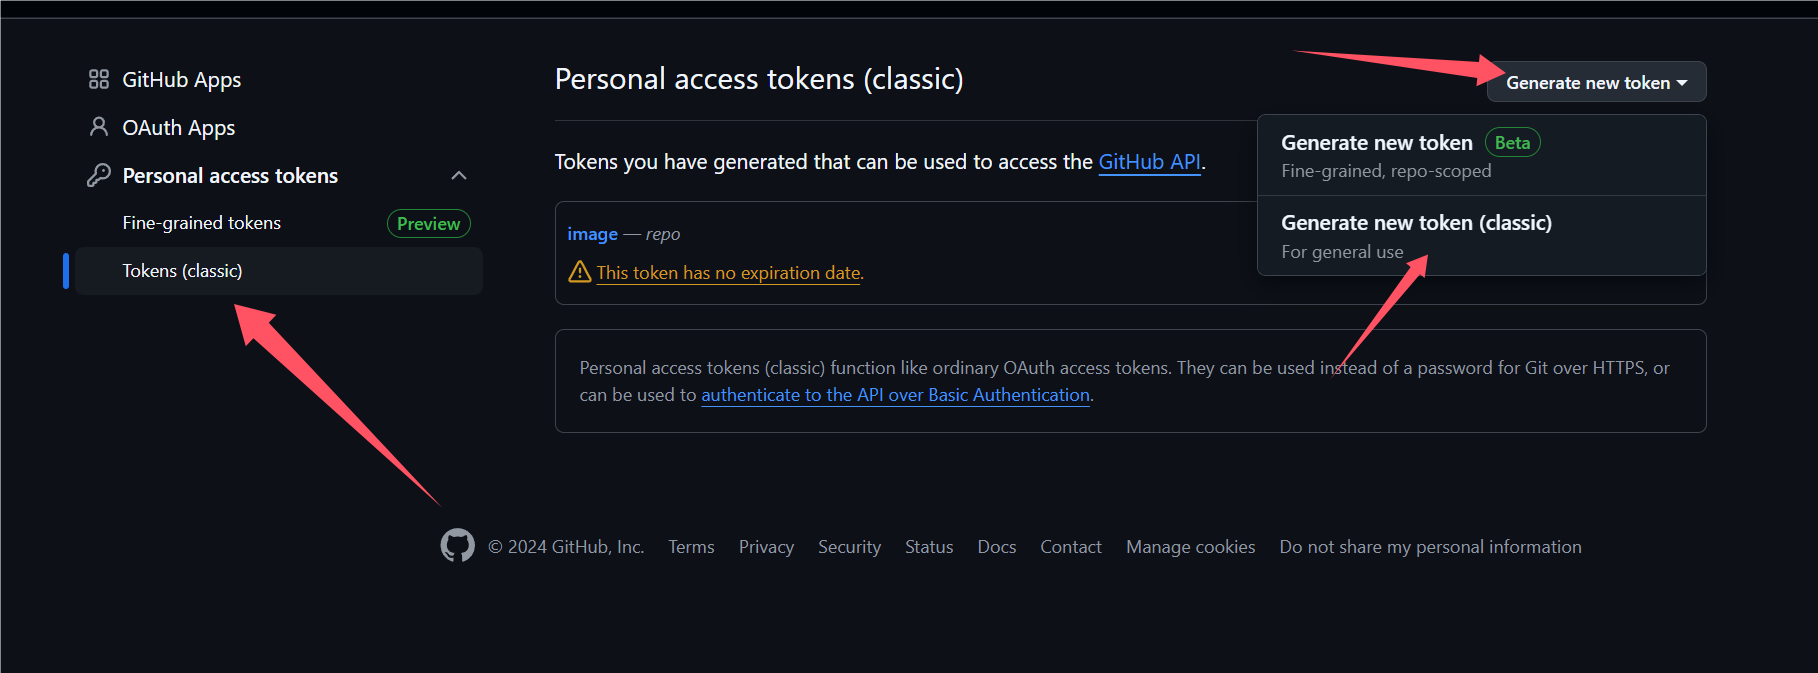 GitHub Apps
OAuth Apps
Personal access tokens
Fine-grained tokens Preview
Tokens (classic)
Personal access tokens (classic)
Generate new token
Generate new token Beta
Fine-grained, repo-scoped
Generate new token (classic)
For general use
Tokens you have generated that can be used to access the GitHub API.
image — repo
This token has no expiration date.
Personal access tokens (classic) function like ordinary OAuth access tokens. They can be used instead of a password for Git over HTTPS, or
can be used to authenticate to the API over Basic Authentication.
© 2024 GitHub, Inc. Terms Privacy Security Status Docs Contact Manage cookies Do not share my personal information